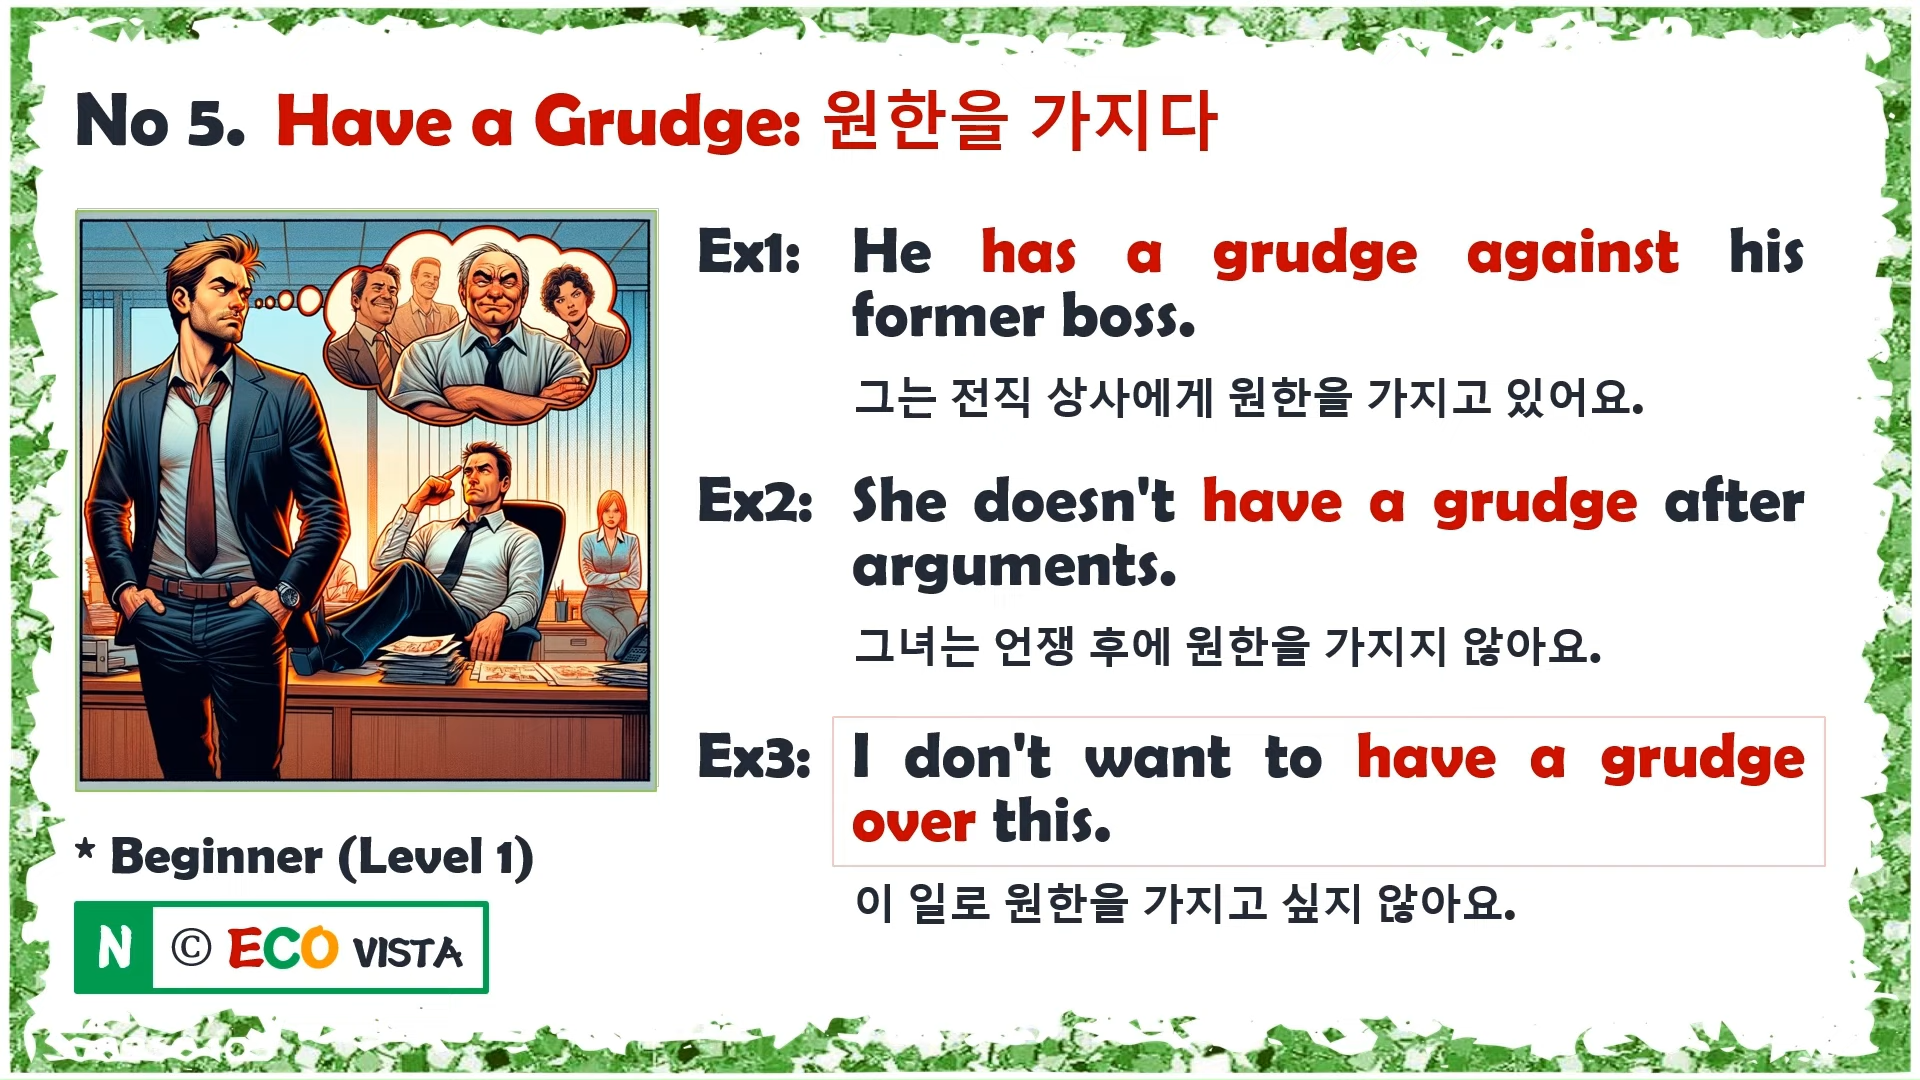 No 5. Have a Grudge: 원한을 가지다
Ex1: He has a grudge against his
former boss.
그는 전직 상사에게 원한을 가지고 있어요.
Ex2: She doesn't have a grudge after
arguments.
그녀는 언쟁 후에 원한을 가지지 않아요.
Ex3: I don't want to have a grudge
over this.
이 일로 원한을 가지고 싶지 않아요.
* Beginner (Level 1)
N © ECO VISTA